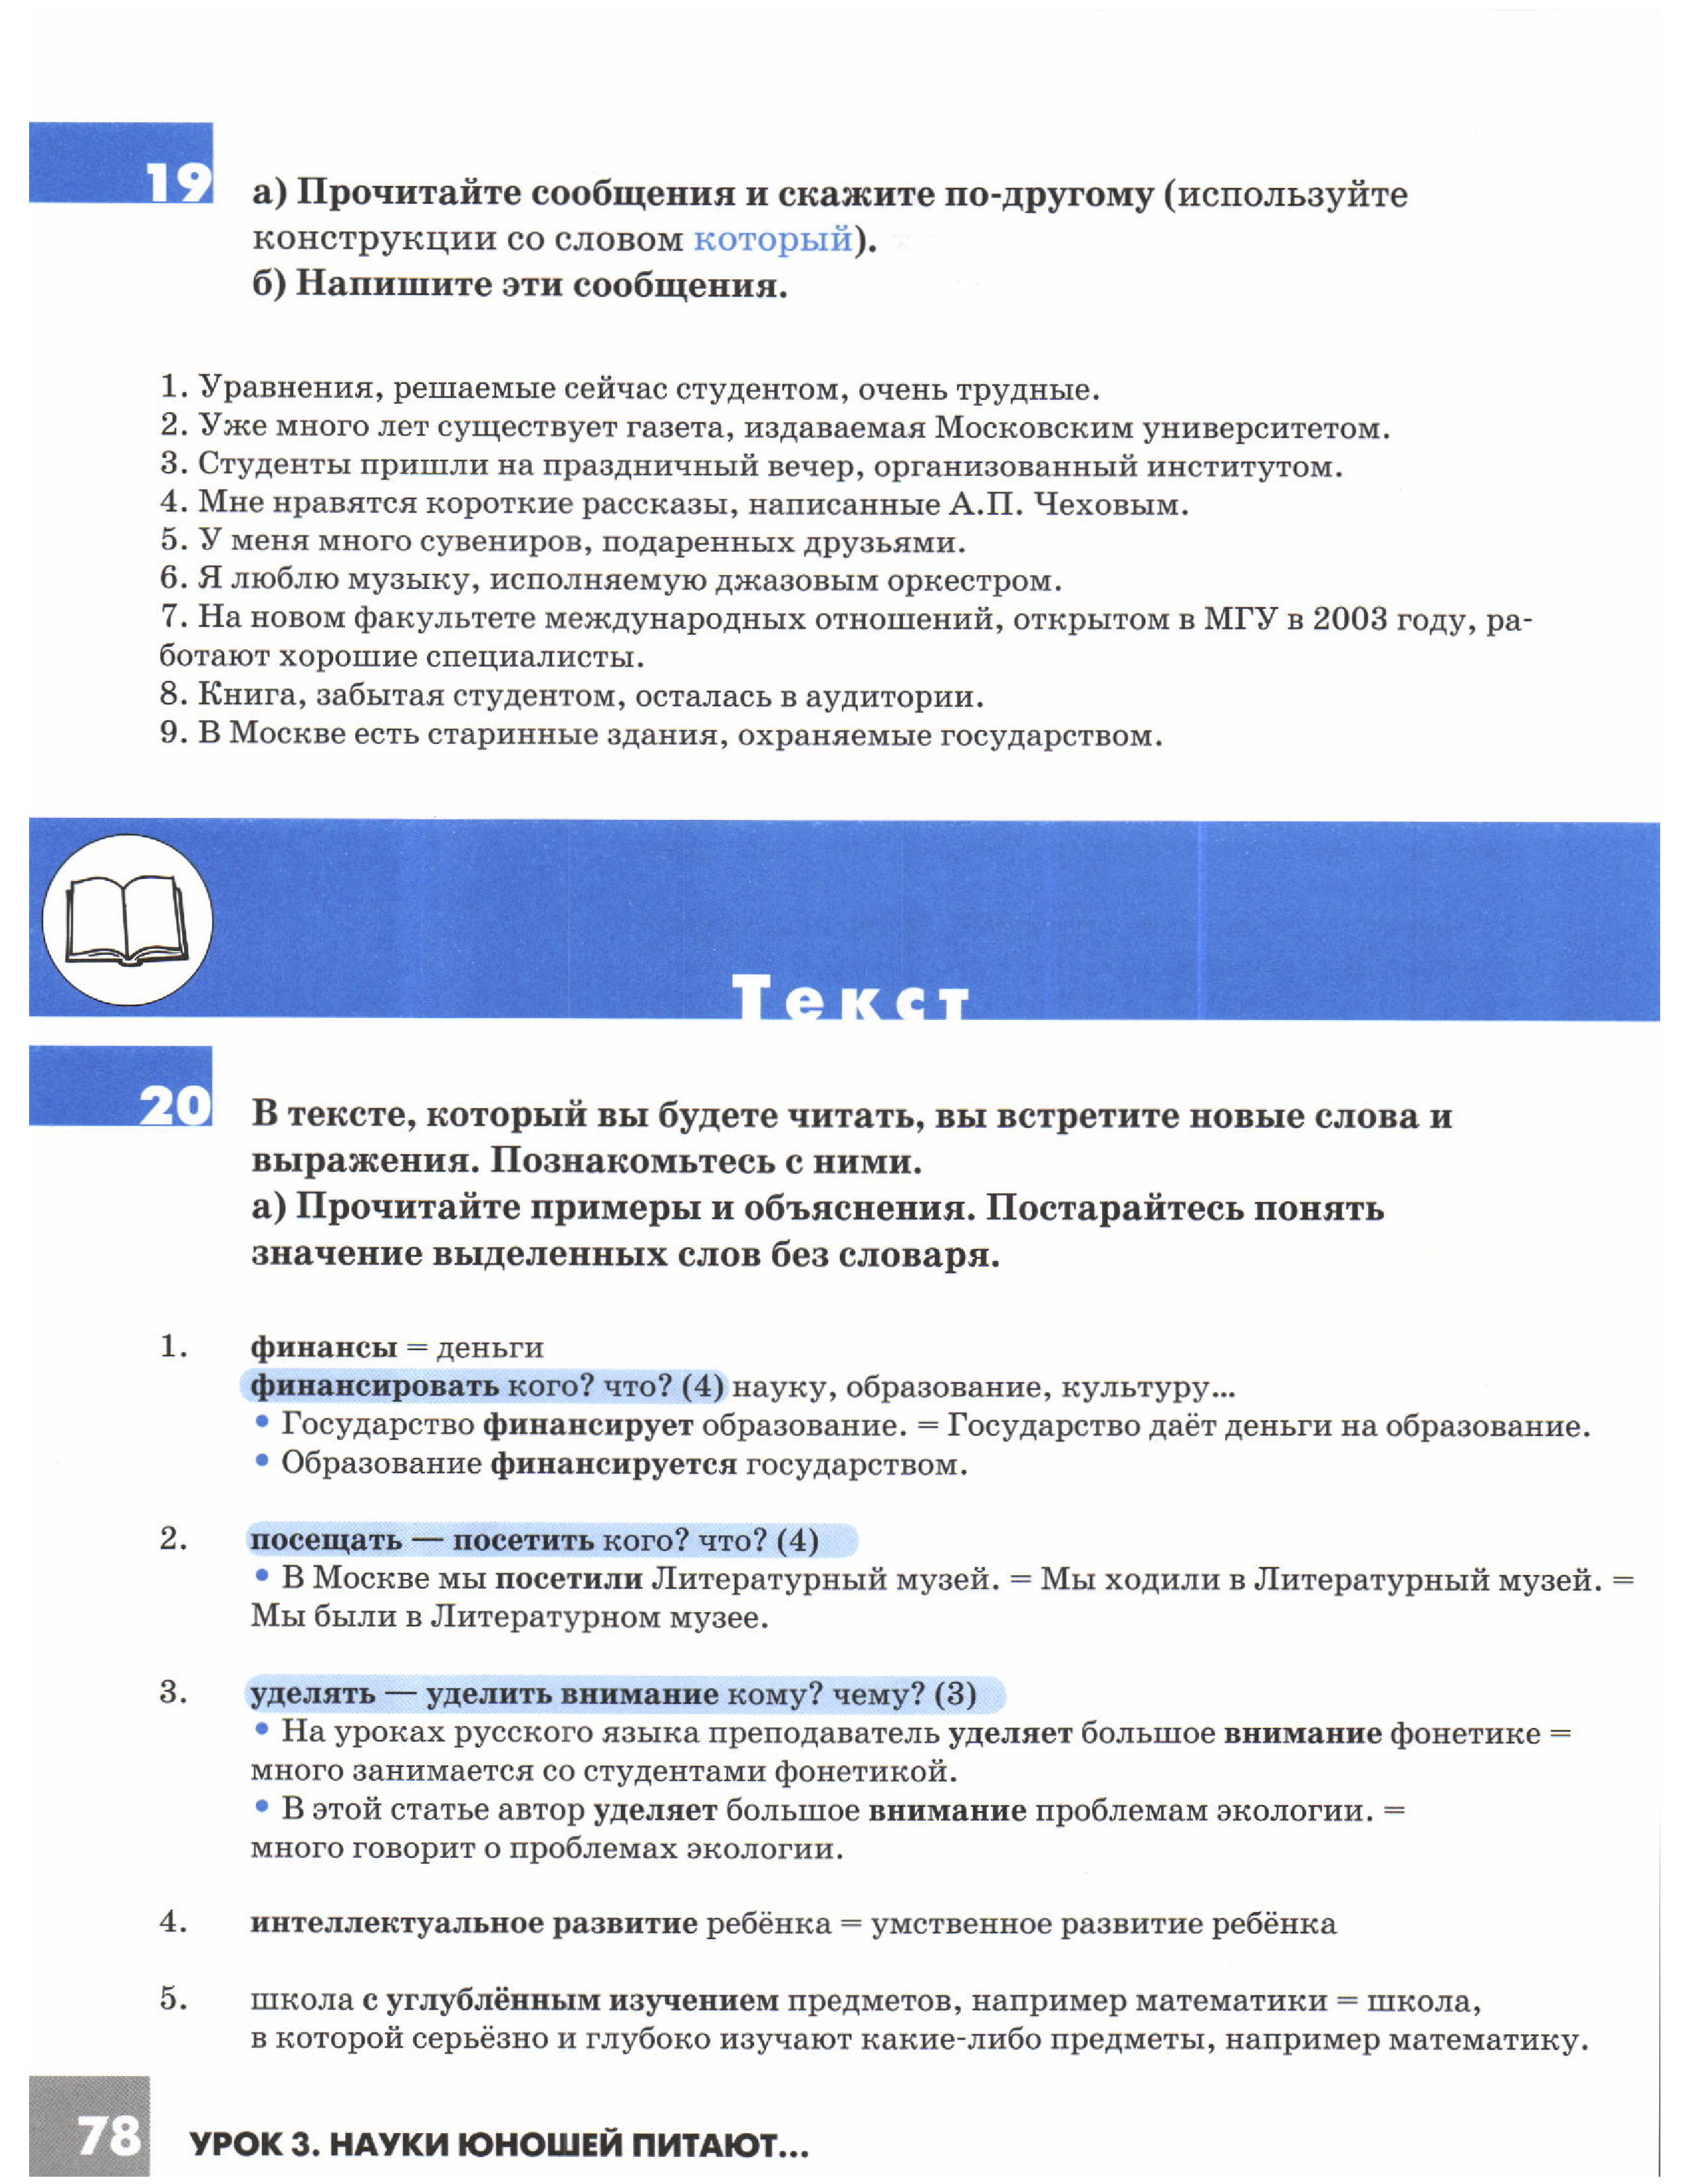 19
а) Прочитайте сообщения и скажите по-другому (используйте
конструкции со словом который).
б) Напишите эти сообщения.
1. Уравнения, решаемые сейчас студентом, очень трудные.
2. Уже много лет существует газета, издаваемая Московским университетом.
3. Студенты пришли на праздничный вечер, организованный институтом.
4. Мне нравятся короткие рассказы, написанные А.П. Чеховым.
5. У меня много сувениров, подаренных друзьями.
6. Я люблю музыку, исполняемую джазовым оркестром.
7. На новом факультете международных отношений, открытом в МГУ в 2003 году, ра-
ботают хорошие специалисты.
8. Книга, забытая студентом, осталась в аудитории.
9. В Москве есть старинные здания, охраняемые государством.
Текст
20
В тексте, который вы будете читать, вы встретите новые слова и
выражения. Познакомьтесь с ними.
а) Прочитайте примеры и объяснения. Постарайтесь понять
значение выделенных слов без словаря.
1. финансы = деньги
финансировать кого? что? (4) науку, образование, культуру...
• Государство финансирует образование. = Государство даёт деньги на образование.
• Образование финансируется государством.
2. посещать — посетить кого? что? (4)
• В Москве мы посетили Литературный музей. = Мы ходили в Литературный музей. =
Мы были в Литературном музее.
3. уделять — уделить внимание кому? чему? (3)
• На уроках русского языка преподаватель уделяет большое внимание фонетике =
много занимается со студентами фонетикой.
• В этой статье автор уделяет большое внимание проблемам экологии. =
много говорит о проблемах экологии.
4. интеллектуальное развитие ребёнка = умственное развитие ребёнка
5. школа с углублённым изучением предметов, например математики = школа,
в которой серьёзно и глубоко изучают какие-либо предметы, например математику.
78 УРОК 3. НАУКИ ЮНОШЕЙ ПИТАЮТ...